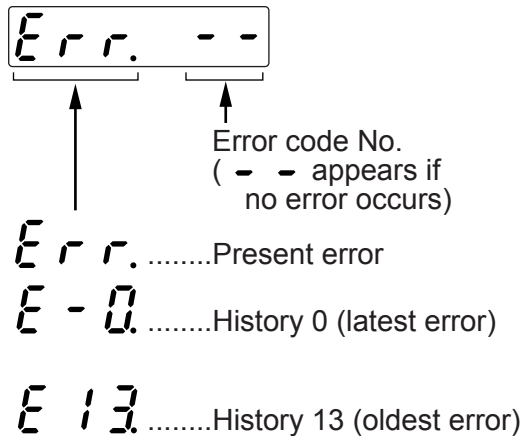 Err. --
Error code No.
( - - appears if
no error occurs)
Err. ........Present error
E-0. ........History 0 (latest error)
E 13. ........History 13 (oldest error)